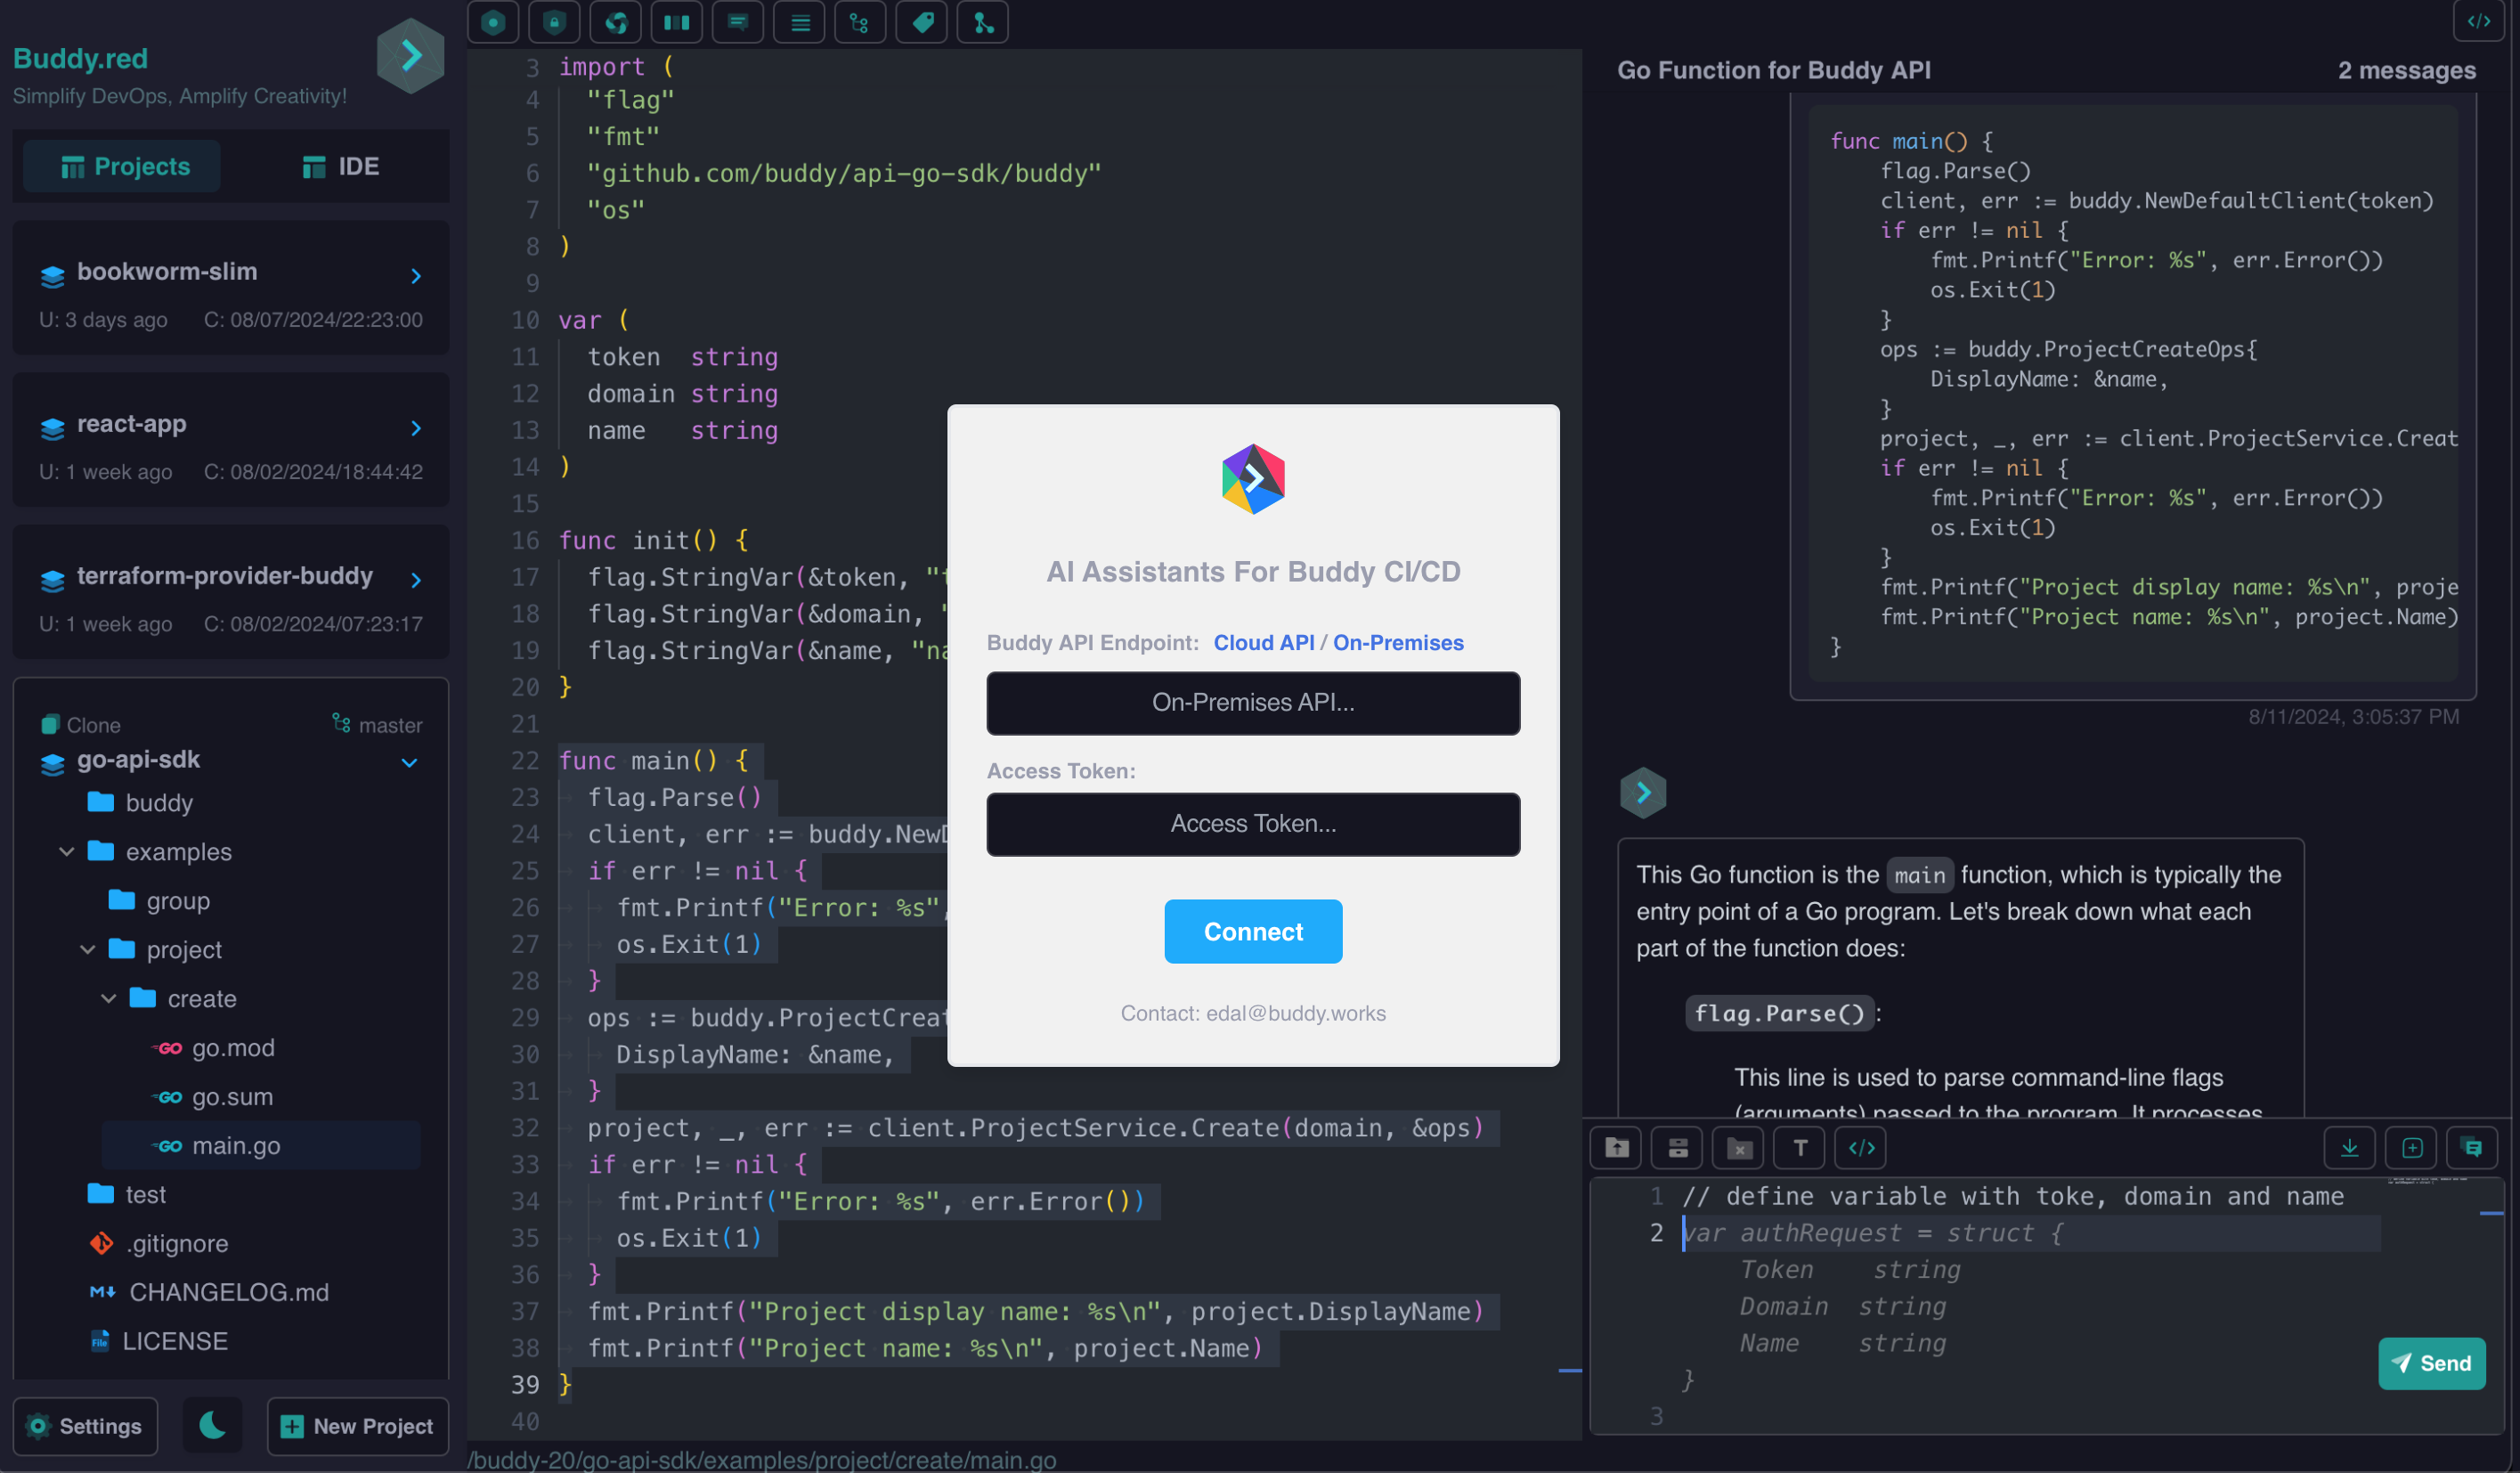 Buddy.red
Simplify DevOps, Amplify Creativity!
Projects
IDE
bookworm-slim
U: 3 days ago C: 08/07/2024/22:23:00
react-app
U: 1 week ago C: 08/02/2024/18:44:42
terraform-provider-buddy
U: 1 week ago C: 08/02/2024/07:23:17
Clone master
go-api-sdk
buddy
examples
group
project
create
go.mod
go.sum
main.go
test
.gitignore
CHANGELOG.md
LICENSE
Settings
New Project
3 import (
4 "flag"
5 "fmt"
6 "github.com/buddy/api-go-sdk/buddy"
7 "os"
8 )
9
10 var (
11 token string
12 domain string
13 name string
14 )
15
16 func init() {
17 flag.StringVar(&token, "
18 flag.StringVar(&domain, "
19 flag.StringVar(&name, "na
20 }
21
22 func main() {
23 flag.Parse()
24 client, err := buddy.NewD
25 if err != nil {
26 fmt.Printf("Error: %s",
27 os.Exit(1)
28 }
29 ops := buddy.ProjectCreat
30 DisplayName: &name,
31 }
32 project, _, err := client.ProjectService.Create(domain, &ops)
33 if err != nil {
34 fmt.Printf("Error: %s", err.Error())
35 os.Exit(1)
36 }
37 fmt.Printf("Project display name: %s\n", project.DisplayName)
38 fmt.Printf("Project name: %s\n", project.Name)
39 }
40
/buddy-20/go-api-sdk/examples/project/create/main.go
AI Assistants For Buddy CI/CD
Buddy API Endpoint: Cloud API / On-Premises
On-Premises API...
Access Token:
Access Token...
Connect
Contact: edal@buddy.works
Go Function for Buddy API 2 messages
func main() {
flag.Parse()
client, err := buddy.NewDefaultClient(token)
if err != nil {
fmt.Printf("Error: %s", err.Error())
os.Exit(1)
}
ops := buddy.ProjectCreateOps{
DisplayName: &name,
}
project, _, err := client.ProjectService.Creat
if err != nil {
fmt.Printf("Error: %s", err.Error())
os.Exit(1)
}
fmt.Printf("Project display name: %s\n", proje
fmt.Printf("Project name: %s\n", project.Name)
}
8/11/2024, 3:05:37 PM
This Go function is the main function, which is typically the
entry point of a Go program. Let's break down what each
part of the function does:
flag.Parse():
This line is used to parse command-line flags
(arguments) passed to the program. It processes
1 // define variable with toke, domain and name
2 var authRequest = struct {
Token string
Domain string
Name string
}
3
Send